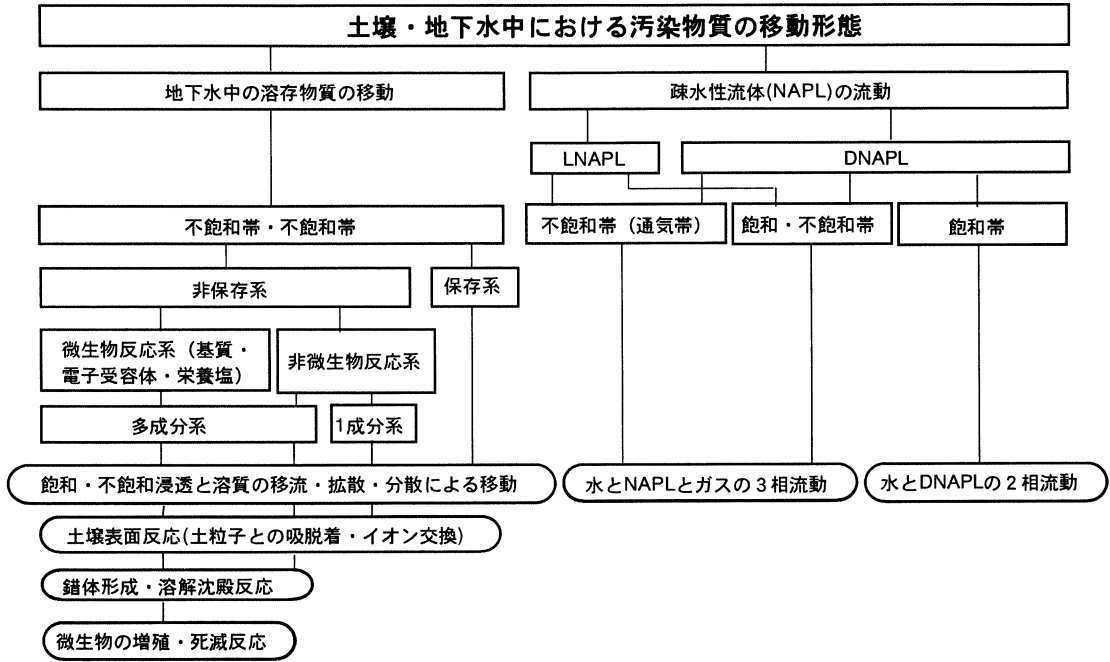 土壌・地下水中における汚染物質の移動形態
地下水中の溶存物質の移動
疎水性流体(NAPL)の流動
LNAPL
DNAPL
不飽和帯・不飽和帯
不飽和帯（通気帯）
飽和・不飽和帯
飽和帯
非保存系
保存系
微生物反応系（基質・
電子受容体・栄養塩）
非微生物反応系
多成分系
1成分系
飽和・不飽和浸透と溶質の移流・拡散・分散による移動
水とNAPLとガスの３相流動
水とDNAPLの２相流動
土壌表面反応(土粒子との吸脱着・イオン交換)
錯体形成・溶解沈殿反応
微生物の増殖・死滅反応